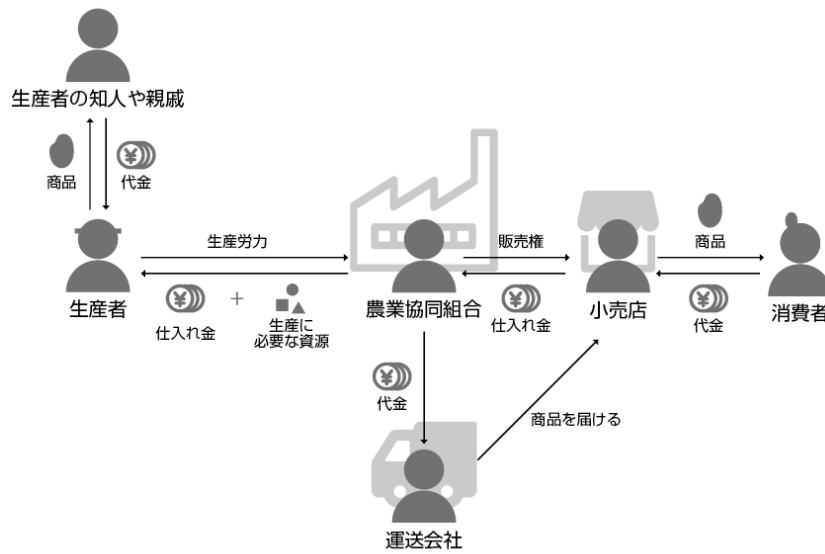 生産者の知人や親戚
商品
代金
生産者
生産労力
仕入れ金
+
生産に
必要な資源
農業協同組合
販売権
仕入れ金
小売店
商品
代金
消費者
代金
商品を届ける
運送会社